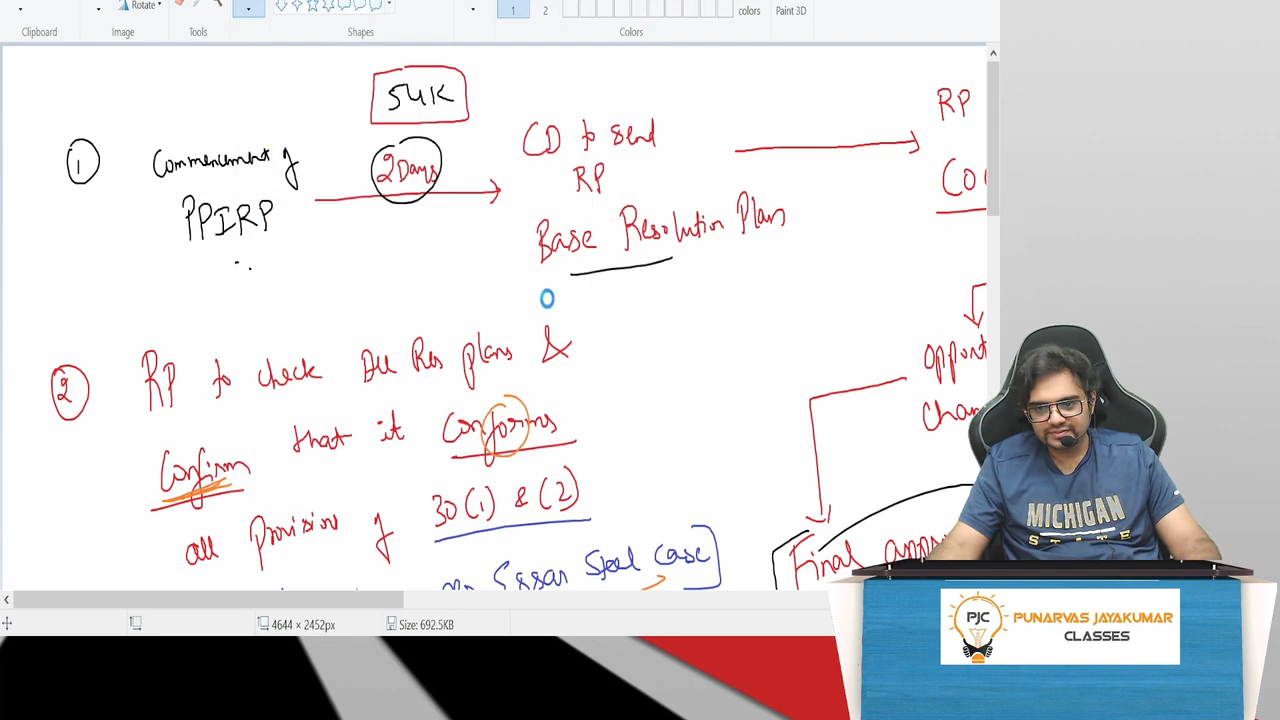 Rotate
Clipboard
Image
Tools
Shapes
1
2
colors
Colors
Paint 3D
54K
1
Commencement of
PPIRP
2 Days
CD to send
RP
Base Resolution Plans
RP
2
RP to check
Res plans &
Confirm that it conforms
all provision of 30(1) & (2)
Essar Steel case
Final
4644 × 2452px
Size: 692.5KB
MICHIGAN
STATE
PJC
PUNARVAS JAYAKUMAR
CLASSES